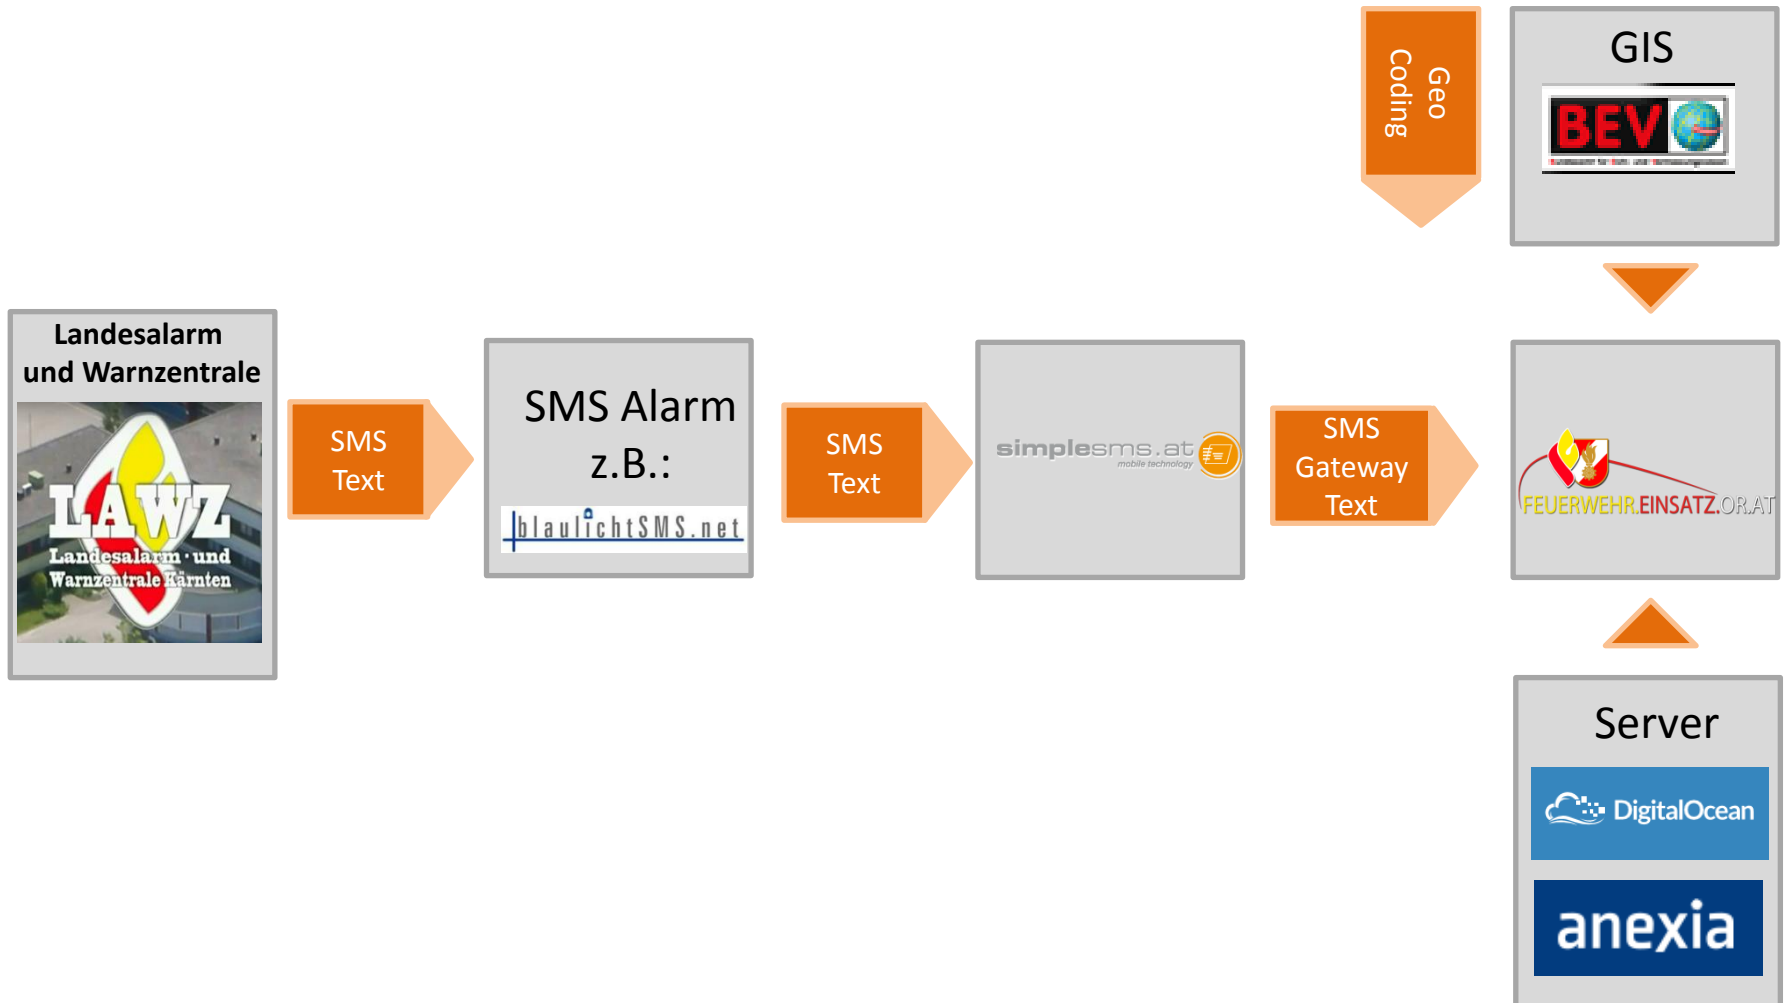 Geo
Coding
GIS
BEV
Landesalarm
und Warnzentrale
LAWZ
Landesalarm · und
Warnzentrale Kärnten
SMS
Text
SMS Alarm
z.B.:
blaulichtSMS.net
SMS
Text
simplesms.at
mobile technology
SMS
Gateway
Text
FEUERWEHR.EINSATZ.OR.AT
Server
DigitalOcean
anexia